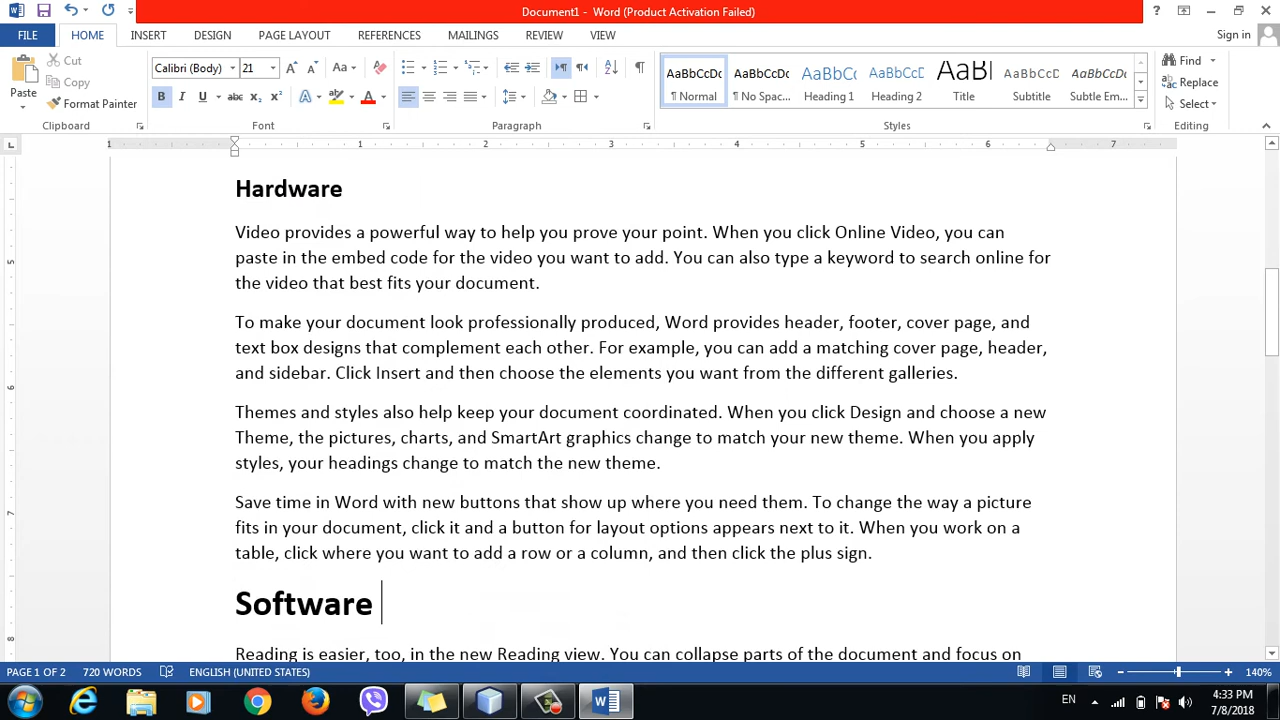 Document1 - Word (Product Activation Failed)
FILE HOME INSERT DESIGN PAGE LAYOUT REFERENCES MAILINGS REVIEW VIEW Sign in
Paste
Cut
Copy
Format Painter
Clipboard
Calibri (Body) 21
Font
Paragraph
AaBbCcDc AaBbCcDc AaBbCc AaBbCcD AaBl AaBbCcD AaBbCcDc
¶ Normal ¶ No Spac... Heading 1 Heading 2 Title Subtitle Subtle Em...
Styles
Find
Replace
Select
Editing
1 1 2 3 4 5 6 7
Hardware
Video provides a powerful way to help you prove your point. When you click Online Video, you can
paste in the embed code for the video you want to add. You can also type a keyword to search online for
the video that best fits your document.
To make your document look professionally produced, Word provides header, footer, cover page, and
text box designs that complement each other. For example, you can add a matching cover page, header,
and sidebar. Click Insert and then choose the elements you want from the different galleries.
Themes and styles also help keep your document coordinated. When you click Design and choose a new
Theme, the pictures, charts, and SmartArt graphics change to match your new theme. When you apply
styles, your headings change to match the new theme.
Save time in Word with new buttons that show up where you need them. To change the way a picture
fits in your document, click it and a button for layout options appears next to it. When you work on a
table, click where you want to add a row or a column, and then click the plus sign.
Software
Reading is easier, too, in the new Reading view. You can collapse parts of the document and focus on
5
6
7
8
PAGE 1 OF 2 720 WORDS ENGLISH (UNITED STATES) 140%
EN 4:33 PM
7/8/2018